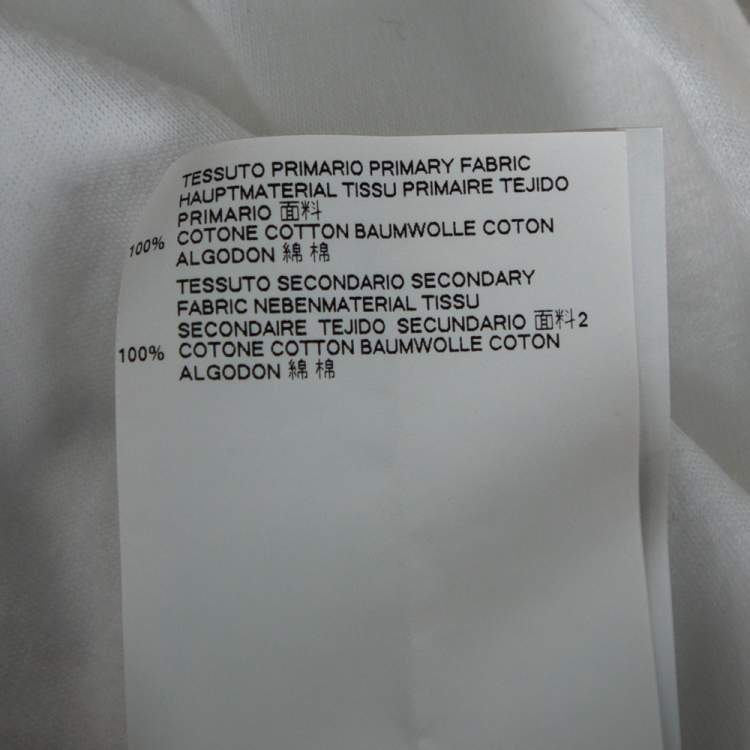 TESSUTO PRIMARIO PRIMARY FABRIC
HAUPTMATERIAL TISSU PRIMAIRE TEJIDO
PRIMARIO 面料
100% COTONE COTTON BAUMWOLLE COTON
ALGODON 綿 棉
TESSUTO SECONDARIO SECONDARY
FABRIC NEBENMATERIAL TISSU
SECONDAIRE TEJIDO SECUNDARIO 面料2
100% COTONE COTTON BAUMWOLLE COTON
ALGODON 綿 棉